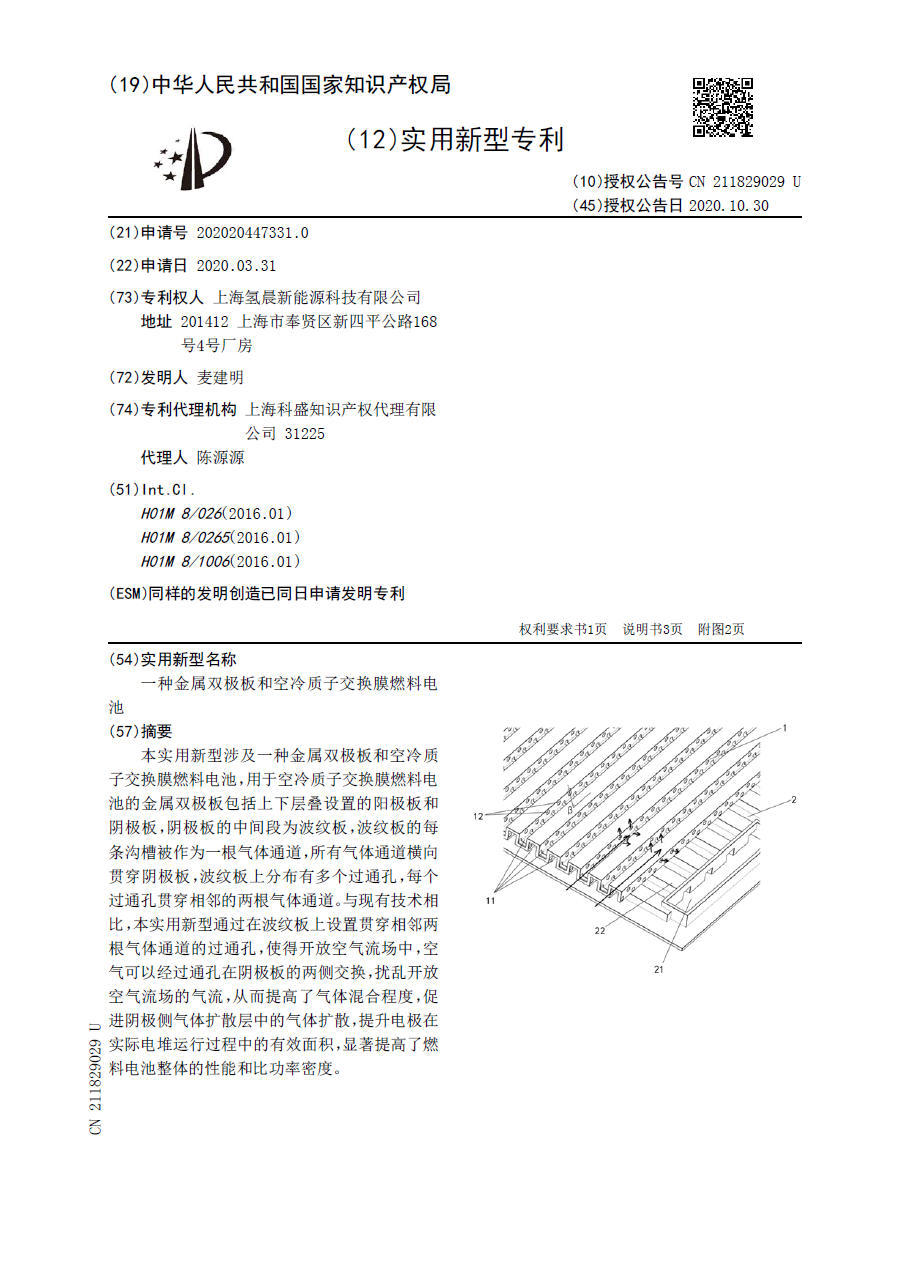 (19)中华人民共和国国家知识产权局
(12)实用新型专利
(10)授权公告号 CN 211829029 U
(45)授权公告日 2020.10.30
(21)申请号 202020447331.0
(22)申请日 2020.03.31
(73)专利权人 上海氢晨新能源科技有限公司
地址 201412 上海市奉贤区新四平公路168
号4号厂房
(72)发明人 麦建明
(74)专利代理机构 上海科盛知识产权代理有限
公司 31225
代理人 陈源源
(51)Int.Cl.
H01M 8/026(2016.01)
H01M 8/0265(2016.01)
H01M 8/1006(2016.01)
(ESM)同样的发明创造已同日申请发明专利
权利要求书1页 说明书3页 附图2页
(54)实用新型名称
一种金属双极板和空冷质子交换膜燃料电
池
(57)摘要
本实用新型涉及一种金属双极板和空冷质
子交换膜燃料电池,用于空冷质子交换膜燃料电
池的金属双极板包括上下层叠设置的阳极板和
阴极板,阴极板的中间段为波纹板,波纹板的每
条沟槽被作为一根气体通道,所有气体通道横向
贯穿阴极板,波纹板上分布有多个过通孔,每个
过通孔贯穿相邻的两根气体通道。与现有技术相
比,本实用新型通过在波纹板上设置贯穿相邻两
根气体通道的过通孔,使得开放空气流场中,空
气可以经过通孔在阴极板的两侧交换,扰乱开放
空气流场的气流,从而提高了气体混合程度,促
进阴极侧气体扩散层中的气体扩散,提升电极在
实际电堆运行过程中的有效面积,显著提高了燃
料电池整体的性能和比功率密度。
1
2
12
11
22
21
CN 211829029 U